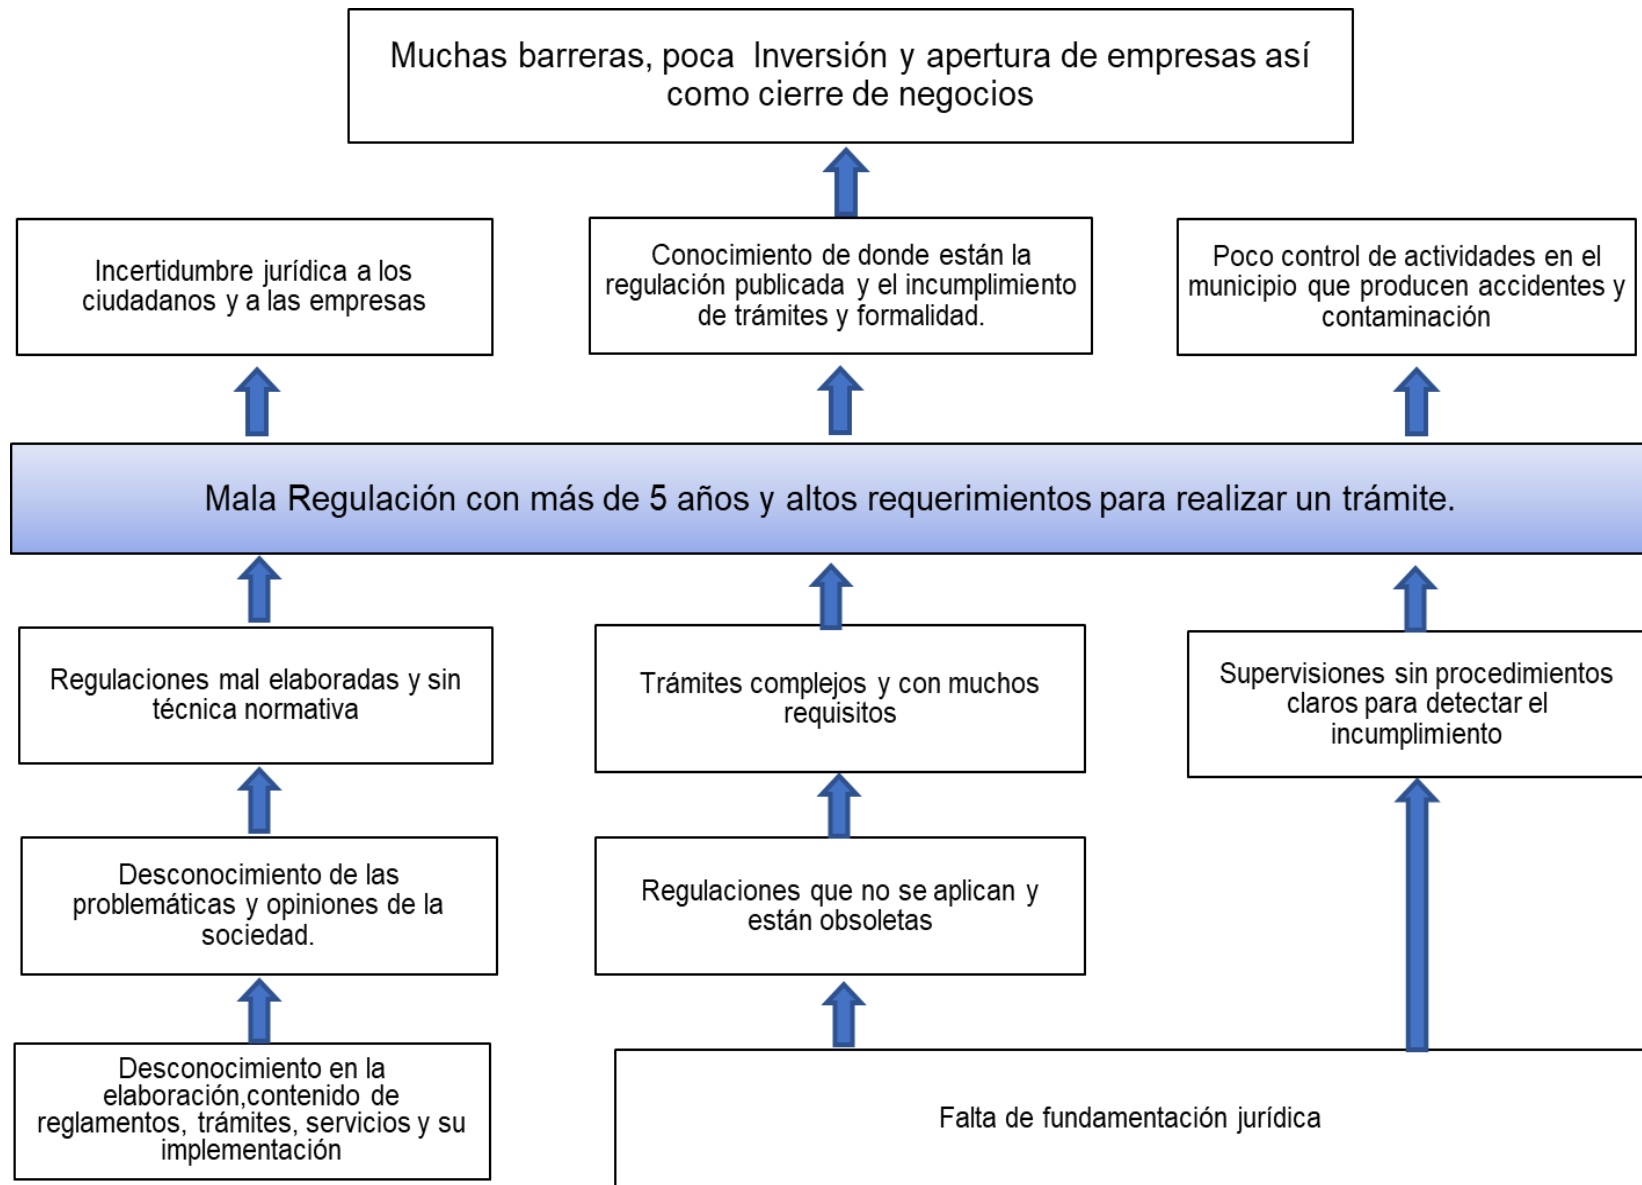 Muchas barreras, poca Inversión y apertura de empresas así
como cierre de negocios
Incertidumbre jurídica a los
ciudadanos y a las empresas
Conocimiento de donde están la
regulación publicada y el incumplimiento
de trámites y formalidad.
Poco control de actividades en el
municipio que producen accidentes y
contaminación
Mala Regulación con más de 5 años y altos requerimientos para realizar un trámite.
Regulaciones mal elaboradas y sin
técnica normativa
Trámites complejos y con muchos
requisitos
Supervisiones sin procedimientos
claros para detectar el
incumplimiento
Desconocimiento de las
problemáticas y opiniones de la
sociedad.
Regulaciones que no se aplican y
están obsoletas
Desconocimiento en la
elaboración,contenido de
reglamentos, trámites, servicios y su
implementación
Falta de fundamentación jurídica